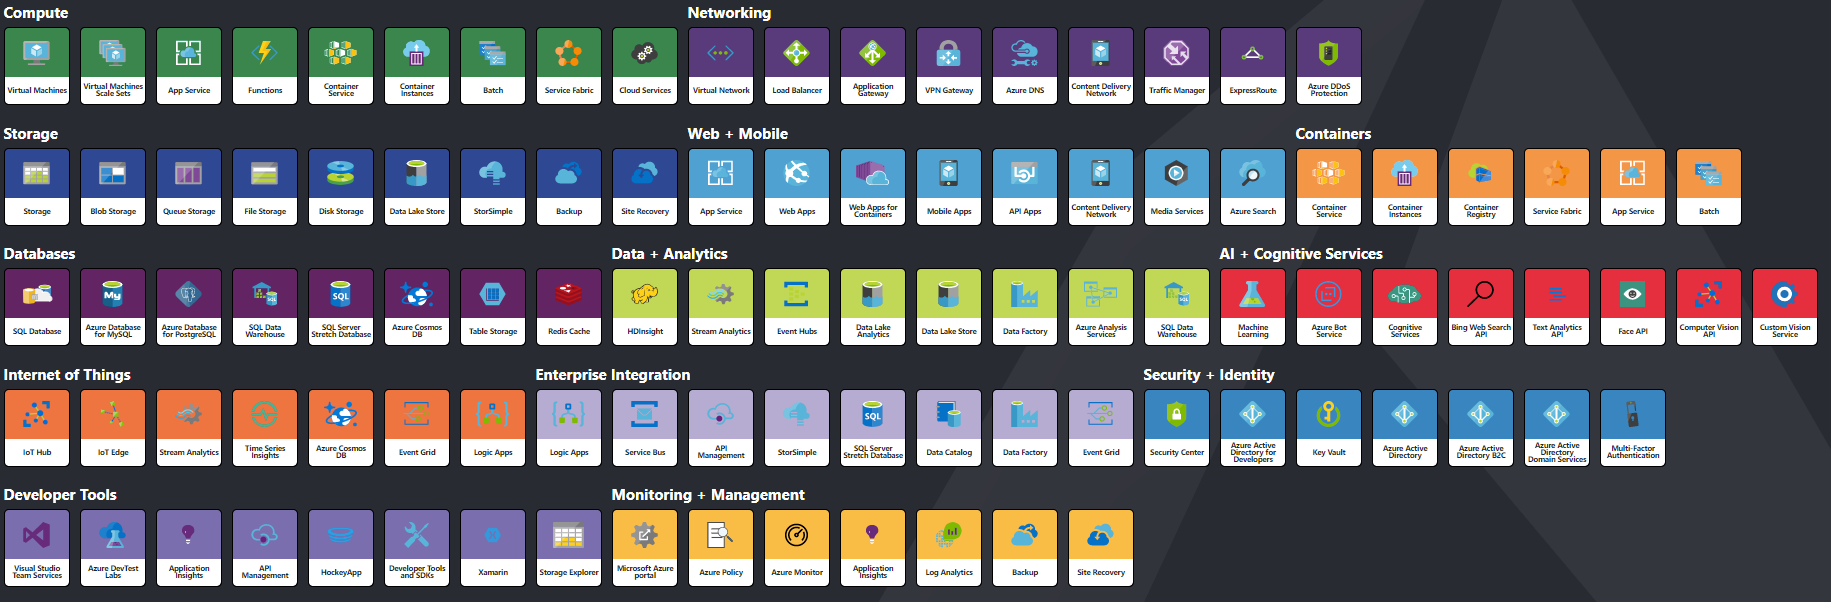 Compute
Virtual Machines
Virtual Machines
Scale Sets
App Service
Functions
Container
Service
Container
Instances
Batch
Service Fabric
Cloud Services
Networking
Virtual Network
Load Balancer
Application
Gateway
VPN Gateway
Azure DNS
Content Delivery
Network
Traffic Manager
ExpressRoute
Azure DDoS
Protection
Storage
Storage
Blob Storage
Queue Storage
File Storage
Disk Storage
Data Lake Store
StorSimple
Backup
Site Recovery
Web + Mobile
App Service
Web Apps
Web Apps for
Containers
Mobile Apps
API Apps
Content Delivery
Network
Media Services
Azure Search
Containers
Container
Service
Container
Instances
Container
Registry
Service Fabric
App Service
Batch
Databases
SQL Database
My
Azure Database
for MySQL
Azure Database
for PostgreSQL
SQL
SQL Data
Warehouse
SQL
SQL Server
Stretch Database
Azure Cosmos
DB
Table Storage
Redis Cache
Data + Analytics
HDInsight
Stream Analytics
Event Hubs
Data Lake
Analytics
Data Lake Store
Data Factory
Azure Analysis
Services
SQL
SQL Data
Warehouse
AI + Cognitive Services
Machine
Learning
Azure Bot
Service
Cognitive
Services
Bing Web Search
API
Text Analytics
API
Face API
Computer Vision
API
Custom Vision
Service
Internet of Things
IoT Hub
IoT Edge
Stream Analytics
Time Series
Insights
Azure Cosmos
DB
Event Grid
Logic Apps
Enterprise Integration
Logic Apps
Service Bus
API
Management
StorSimple
SQL
SQL Server
Stretch Database
Data Catalog
Data Factory
Event Grid
Security + Identity
Security Center
Azure Active
Directory for
Developers
Key Vault
Azure Active
Directory
Azure Active
Directory B2C
Azure Active
Directory
Domain Services
Multi-Factor
Authentication
Developer Tools
Visual Studio
Team Services
Azure DevTest
Labs
Application
Insights
API
Management
HockeyApp
Developer Tools
and SDKs
Xamarin
Storage Explorer
Monitoring + Management
Microsoft Azure
portal
Azure Policy
Azure Monitor
Application
Insights
Log Analytics
Backup
Site Recovery